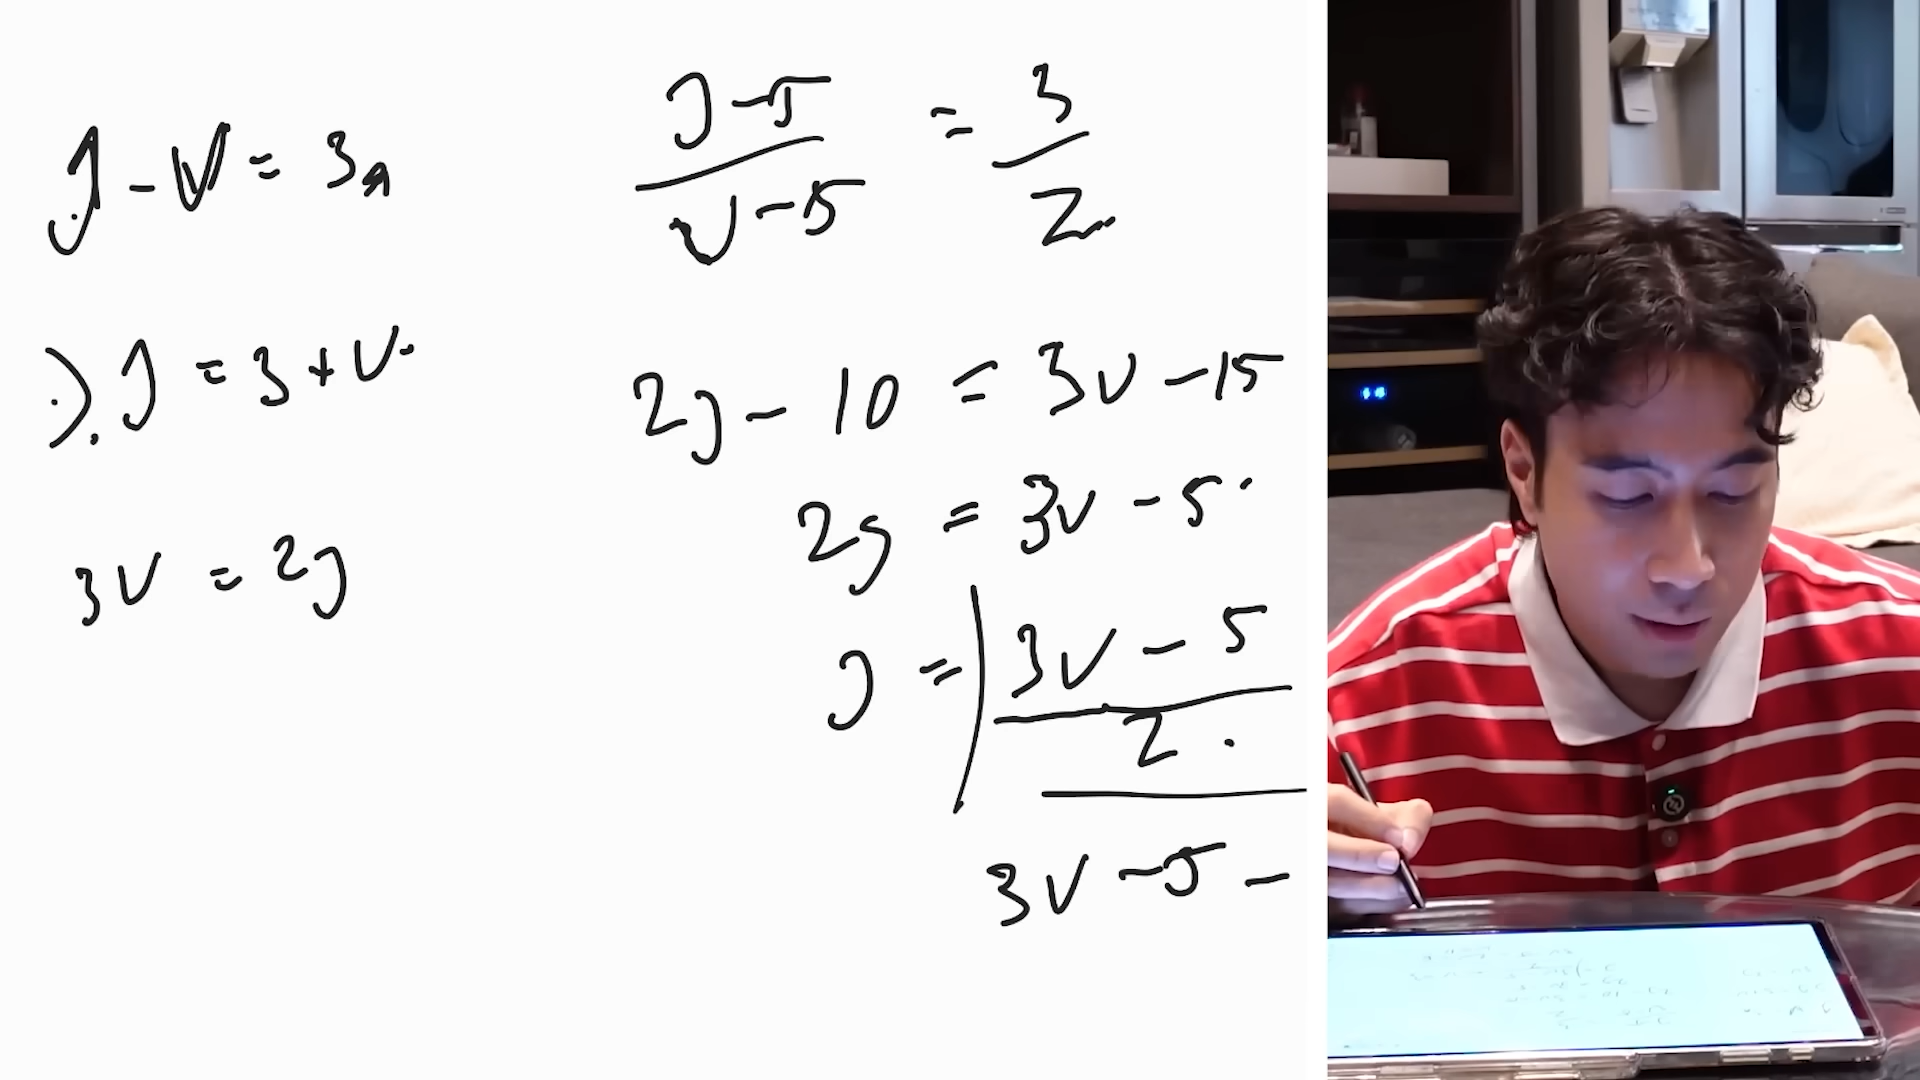 J - V = 3
J = 3 + V
3V = 2J
J-5 / V-5 = 3 / 2
2J - 10 = 3V - 15
2J = 3V - 5
J = 3V - 5 / 2
3V - 5 -